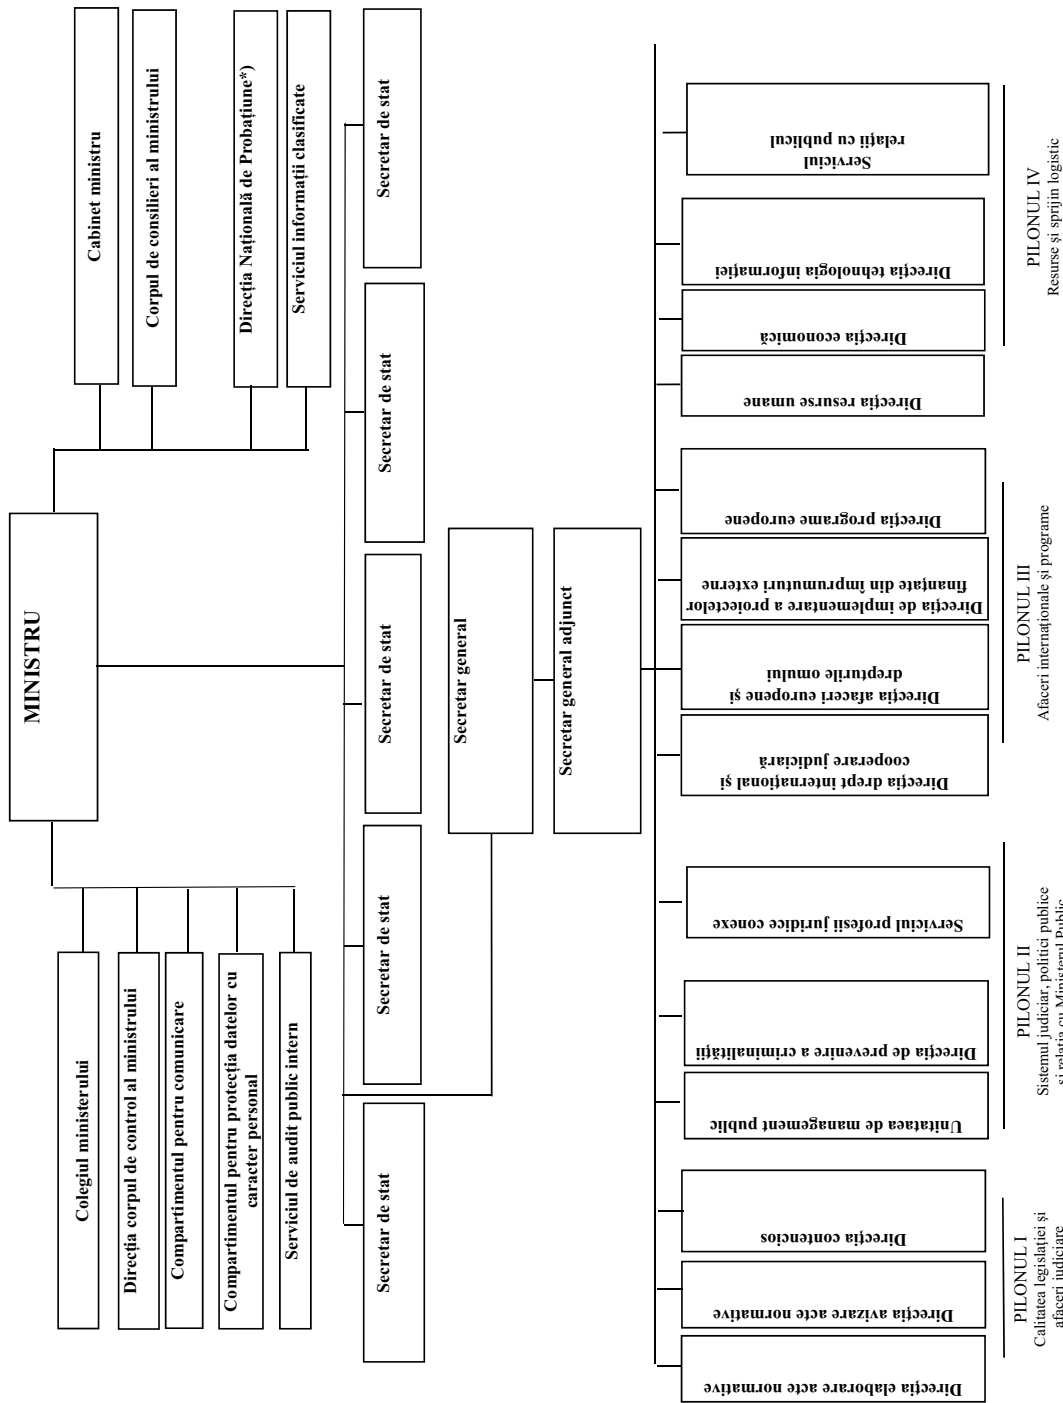 MINISTRU
Colegiul ministerului
Direcția corpul de control al ministrului
Compartimentul pentru comunicare
Compartimentul pentru protecția datelor cu
caracter personal
Serviciul de audit public intern
Cabinet ministru
Corpul de consilieri al ministrului
Direcția Națională de Probațiune*)
Serviciul informații clasificate
Secretar de stat
Secretar de stat
Secretar de stat
Secretar de stat
Secretar de stat
Secretar general
Secretar general adjunct
Direcția elaborare acte normative
Direcția avizare acte normative
Direcția contencios
Unitataea de management public
Direcția de prevenire a criminalității
Serviciul profesii juridice conexe
Direcția drept internațional și
cooperare judiciară
Direcția afaceri europene și
drepturile omului
Direcția de implementare a proiectelor
finanțate din împrumuturi externe
Direcția programe europene
Direcția resurse umane
Direcția economică
Direcția tehnologia informației
Serviciul
relații cu publicul
PILONUL I
Calitatea legislației și
afaceri judiciare
PILONUL II
Sistemul judiciar, politici publice
și relația cu Ministerul Public
PILONUL III
Afaceri internaționale și programe
PILONUL IV
Resurse și sprijin logistic